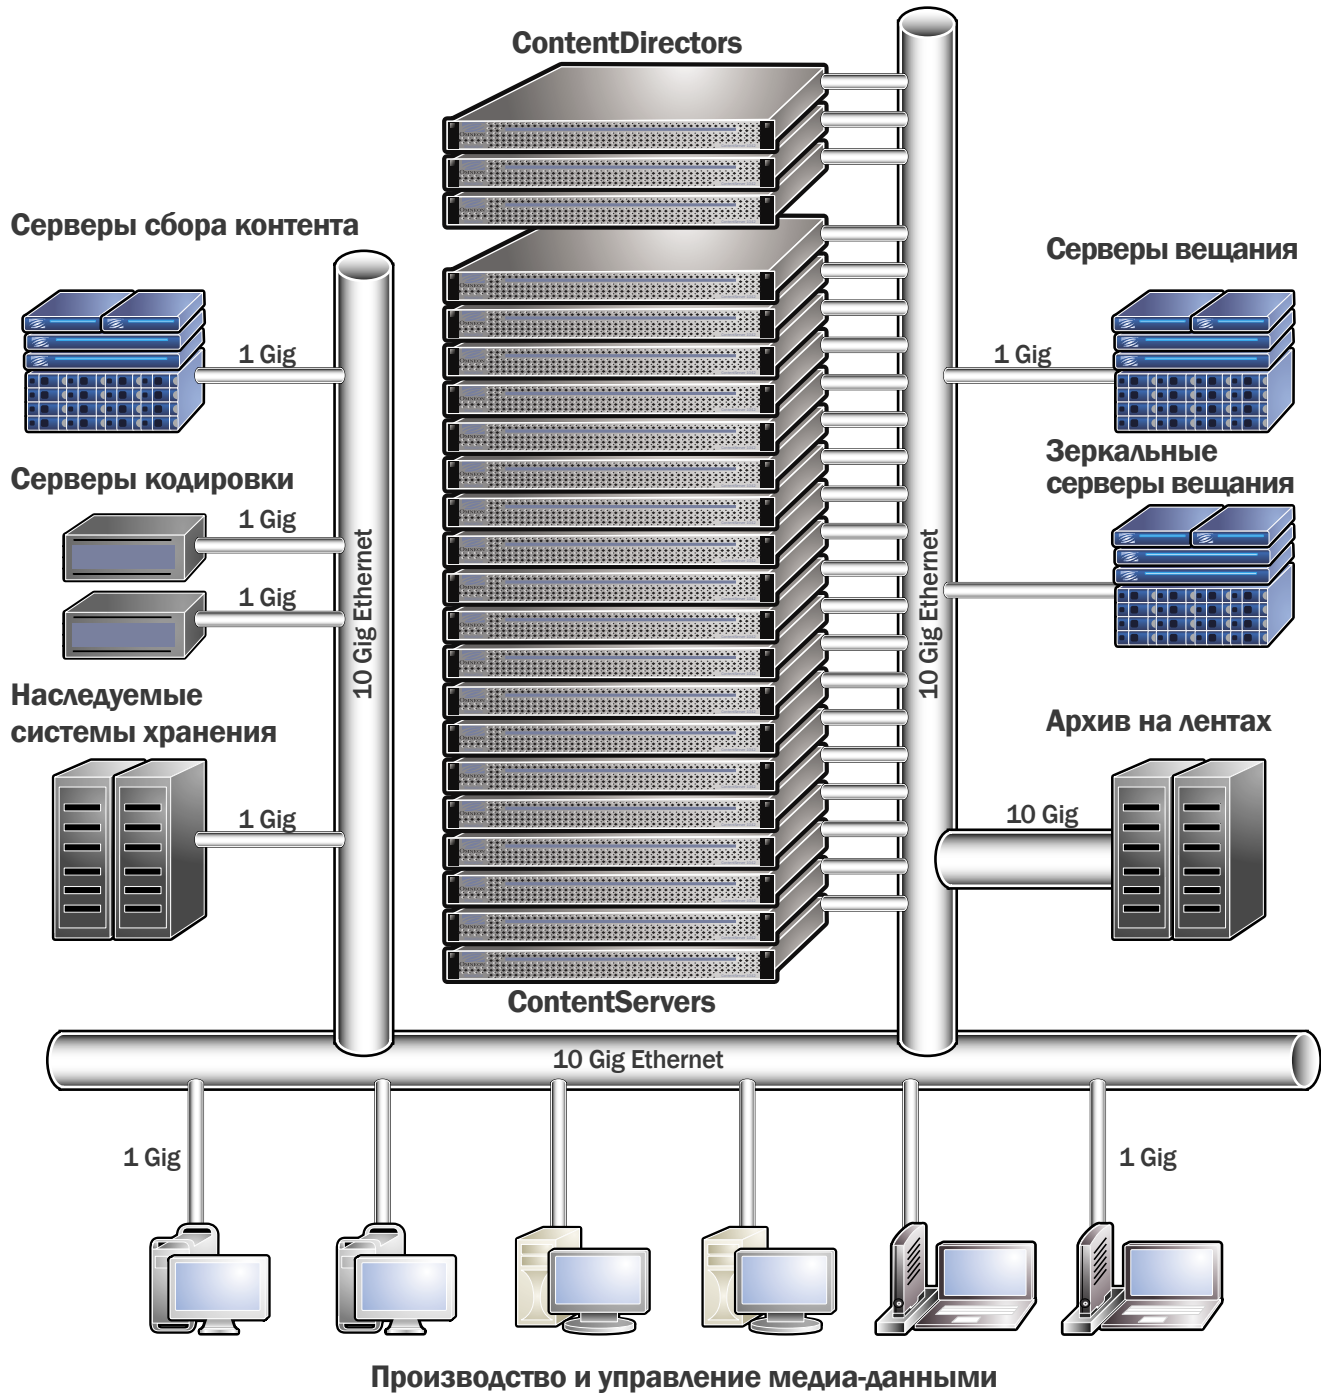 ContentDirectors
Серверы сбора контента
1 Gig
Серверы кодировки
1 Gig
1 Gig
Наследуемые
системы хранения
1 Gig
10 Gig Ethernet
ContentServers
10 Gig Ethernet
Серверы вещания
1 Gig
Зеркальные
серверы вещания
Архив на лентах
10 Gig
10 Gig Ethernet
1 Gig
1 Gig
Производство и управление медиа-данными